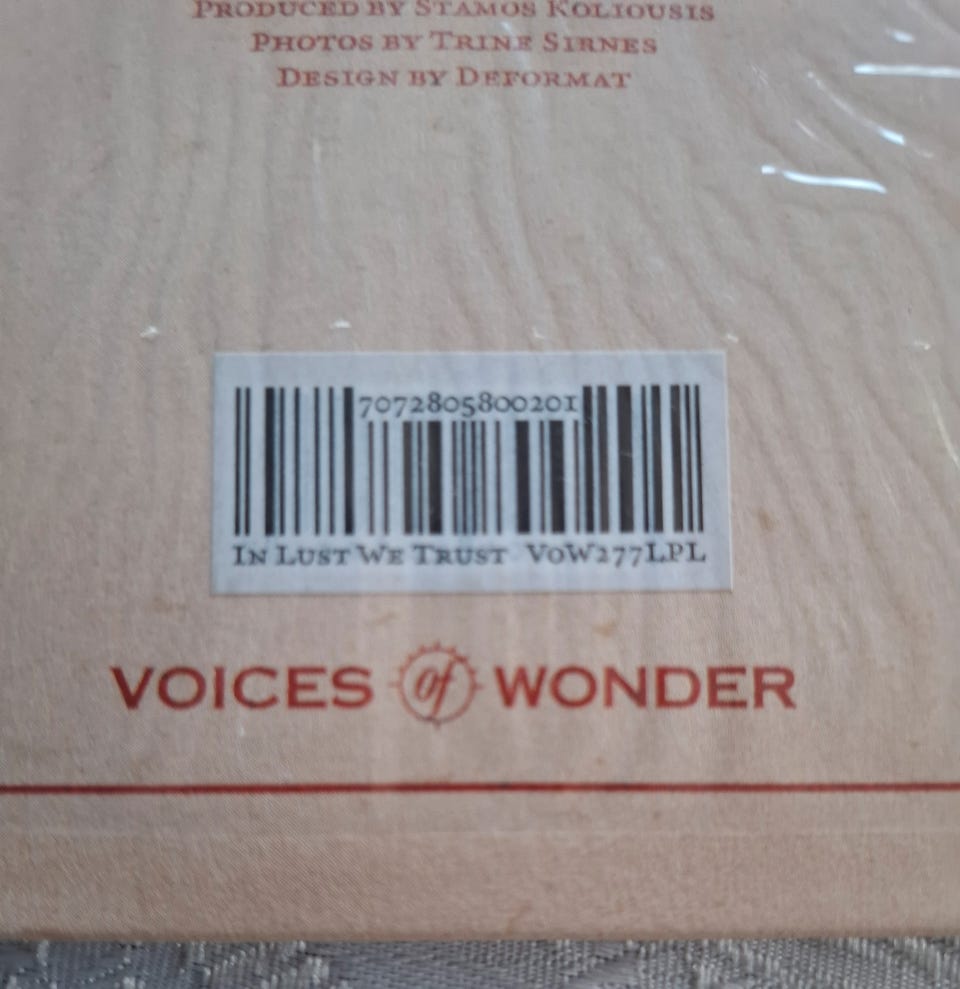 Produced by Stamos Koliousis
Photos by Trine Sirnes
Design by Deformat
7072805800201
In Lust We Trust VoW277LPL
VOICES of WONDER